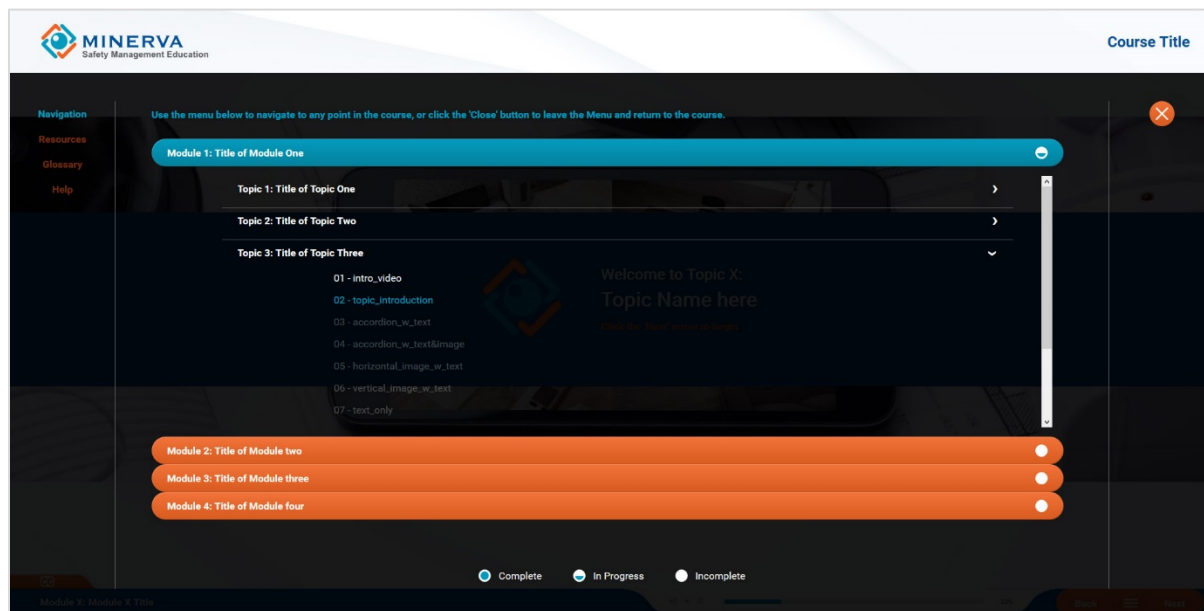 MINERVA
Safety Management Education
Course Title
Navigation
Resources
Glossary
Help
Use the menu below to navigate to any point in the course, or click the 'Close' button to leave the Menu and return to the course.
Module 1: Title of Module One
Topic 1: Title of Topic One
Topic 2: Title of Topic Two
Topic 3: Title of Topic Three
01 - intro_video
02 - topic_introduction
03 - accordion_w_text
04 - accordion_w_text&image
05 - horizontal_image_w_text
06 - vertical_image_w_text
07 - text_only
Welcome to Topic X:
Topic Name here
Module 2: Title of Module two
Module 3: Title of Module three
Module 4: Title of Module four
Complete
In Progress
Incomplete
Module X: Module X Title
Back
Next